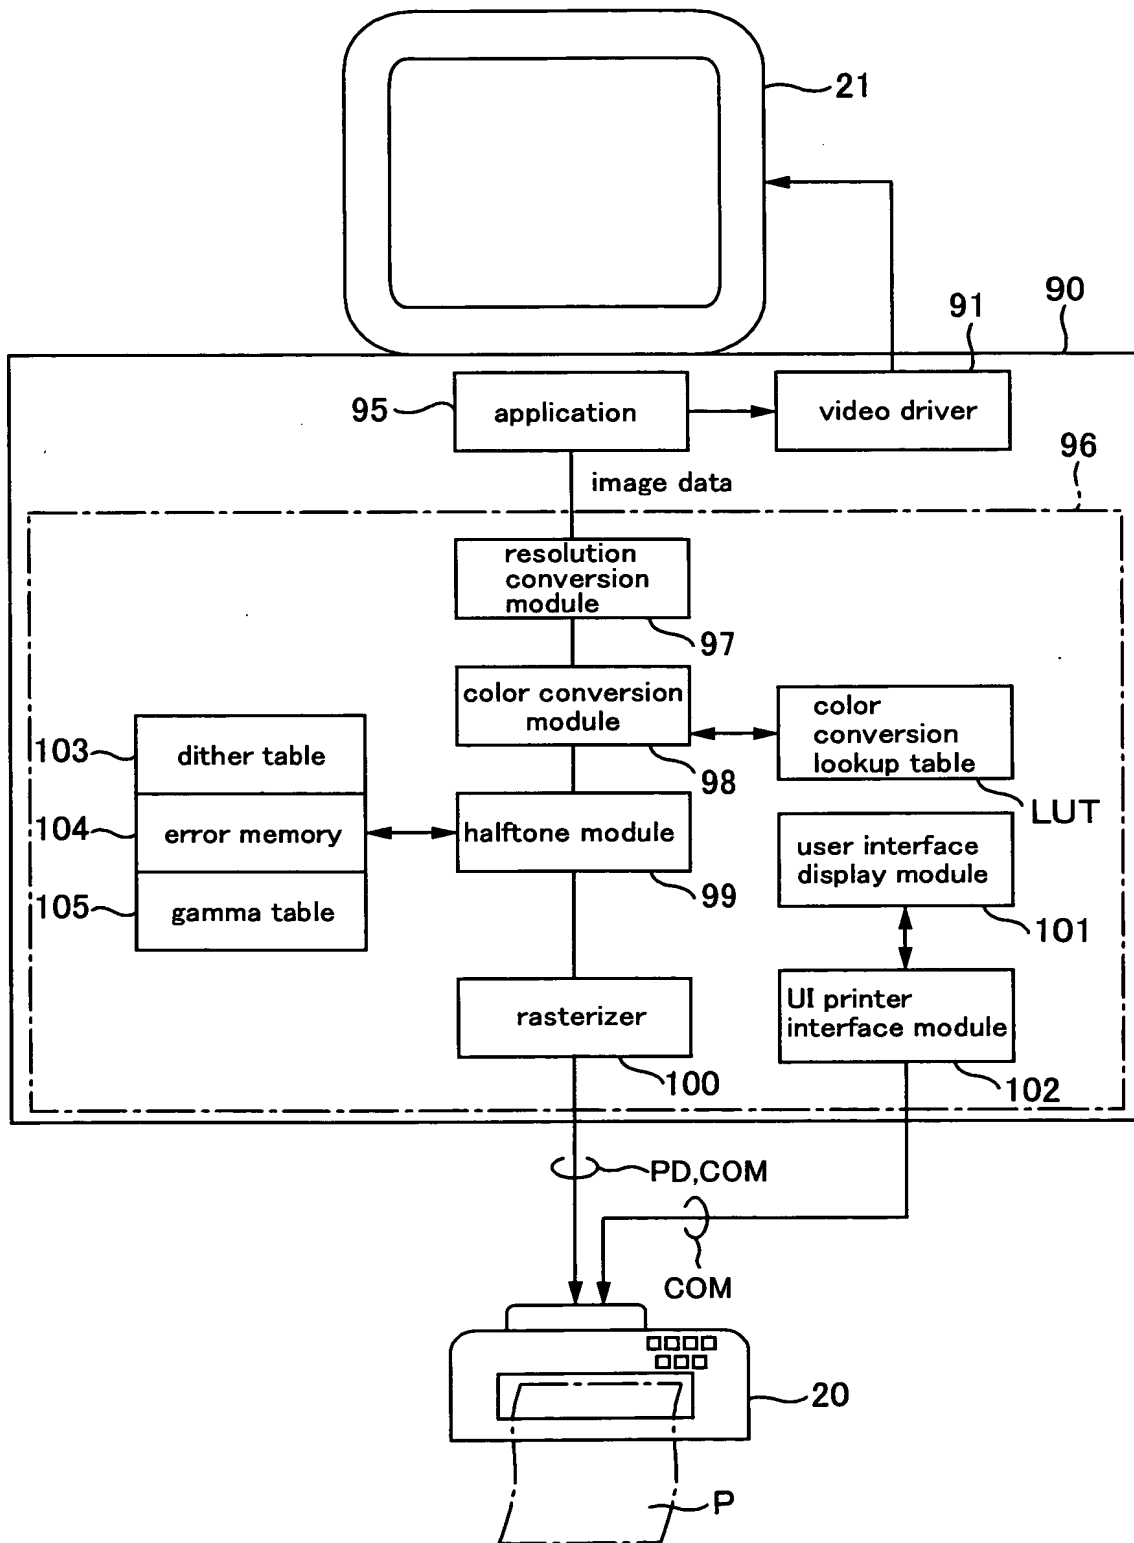 21
90
91
95
application
video driver
96
image data
resolution
conversion
module
97
color conversion
module
98
color
conversion
lookup table
LUT
103
dither table
104
error memory
105
gamma table
halftone module
99
user interface
display module
101
rasterizer
100
UI printer
interface module
102
PD,COM
COM
20
P